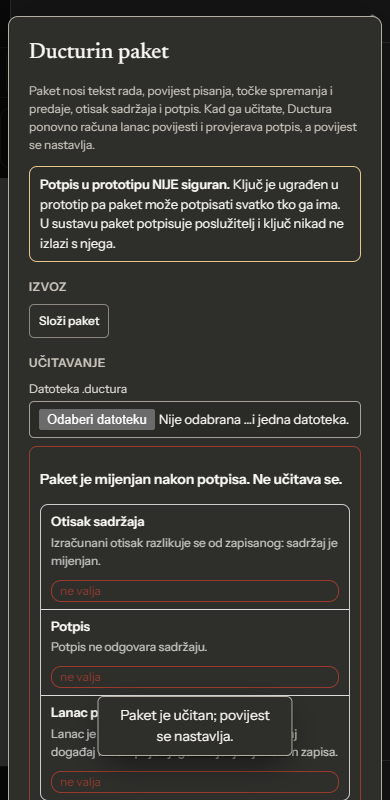 Ducturin paket
Paket nosi tekst rada, povijest pisanja, točke spremanja i
predaje, otisak sadržaja i potpis. Kad ga učitate, Ductura
ponovno računa lanac povijesti i provjerava potpis, a povijest
se nastavlja.
Potpis u prototipu NIJE siguran. Ključ je ugrađen u
prototip pa paket može potpisati svatko tko ga ima.
U sustavu paket potpisuje poslužitelj i ključ nikad ne
izlazi s njega.
IZVOZ
Složi paket
UČITAVANJE
Datoteka .ductura
Odaberi datoteku Nije odabrana ...i jedna datoteka.
Paket je mijenjan nakon potpisa. Ne učitava se.
Otisak sadržaja
Izračunani otisak razlikuje se od zapisanog: sadržaj je
mijenjan.
ne valja
Potpis
Potpis ne odgovara sadržaju.
ne valja
Lanac
Paket je učitan; povijest
se nastavlja.
Lanac je
događaj
zapisa.
ne valja